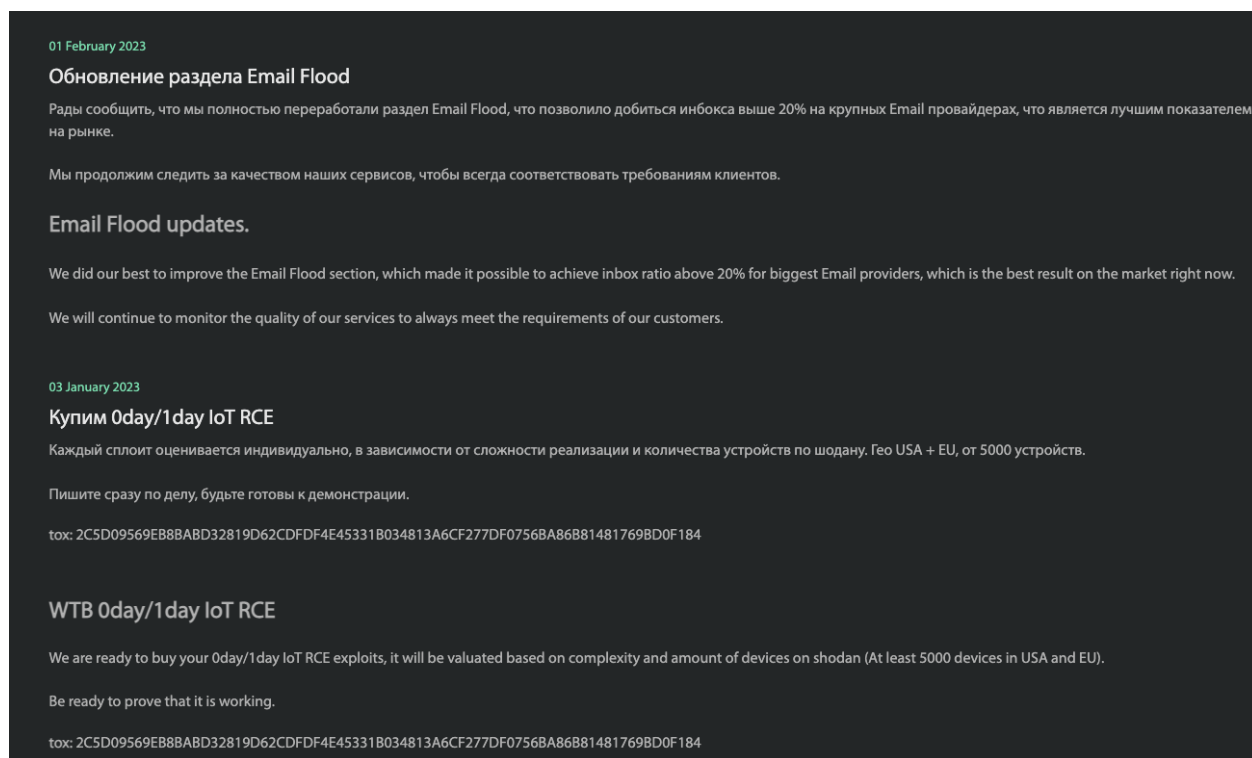 01 February 2023
Обновление раздела Email Flood
Рады сообщить, что мы полностью переработали раздел Email Flood, что позволило добиться инбокса выше 20% на крупных Email провайдерах, что является лучшим показателем
на рынке.
Мы продолжим следить за качеством наших сервисов, чтобы всегда соответствовать требованиям клиентов.
Email Flood updates.
We did our best to improve the Email Flood section, which made it possible to achieve inbox ratio above 20% for biggest Email providers, which is the best result on the market right now.
We will continue to monitor the quality of our services to always meet the requirements of our customers.
03 January 2023
Купим 0day/1day IoT RCE
Каждый сплоит оценивается индивидуально, в зависимости от сложности реализации и количества устройств по шодану. Гео USA + EU, от 5000 устройств.
Пишите сразу по делу, будьте готовы к демонстрации.
tox: 2C5D09569EB8BABD32819D62CDFDF4E45331B034813A6CF277DF0756BA86B81481769BD0F184
WTB 0day/1day IoT RCE
We are ready to buy your 0day/1day IoT RCE exploits, it will be valuated based on complexity and amount of devices on shodan (At least 5000 devices in USA and EU).
Be ready to prove that it is working.
tox: 2C5D09569EB8BABD32819D62CDFDF4E45331B034813A6CF277DF0756BA86B81481769BD0F184